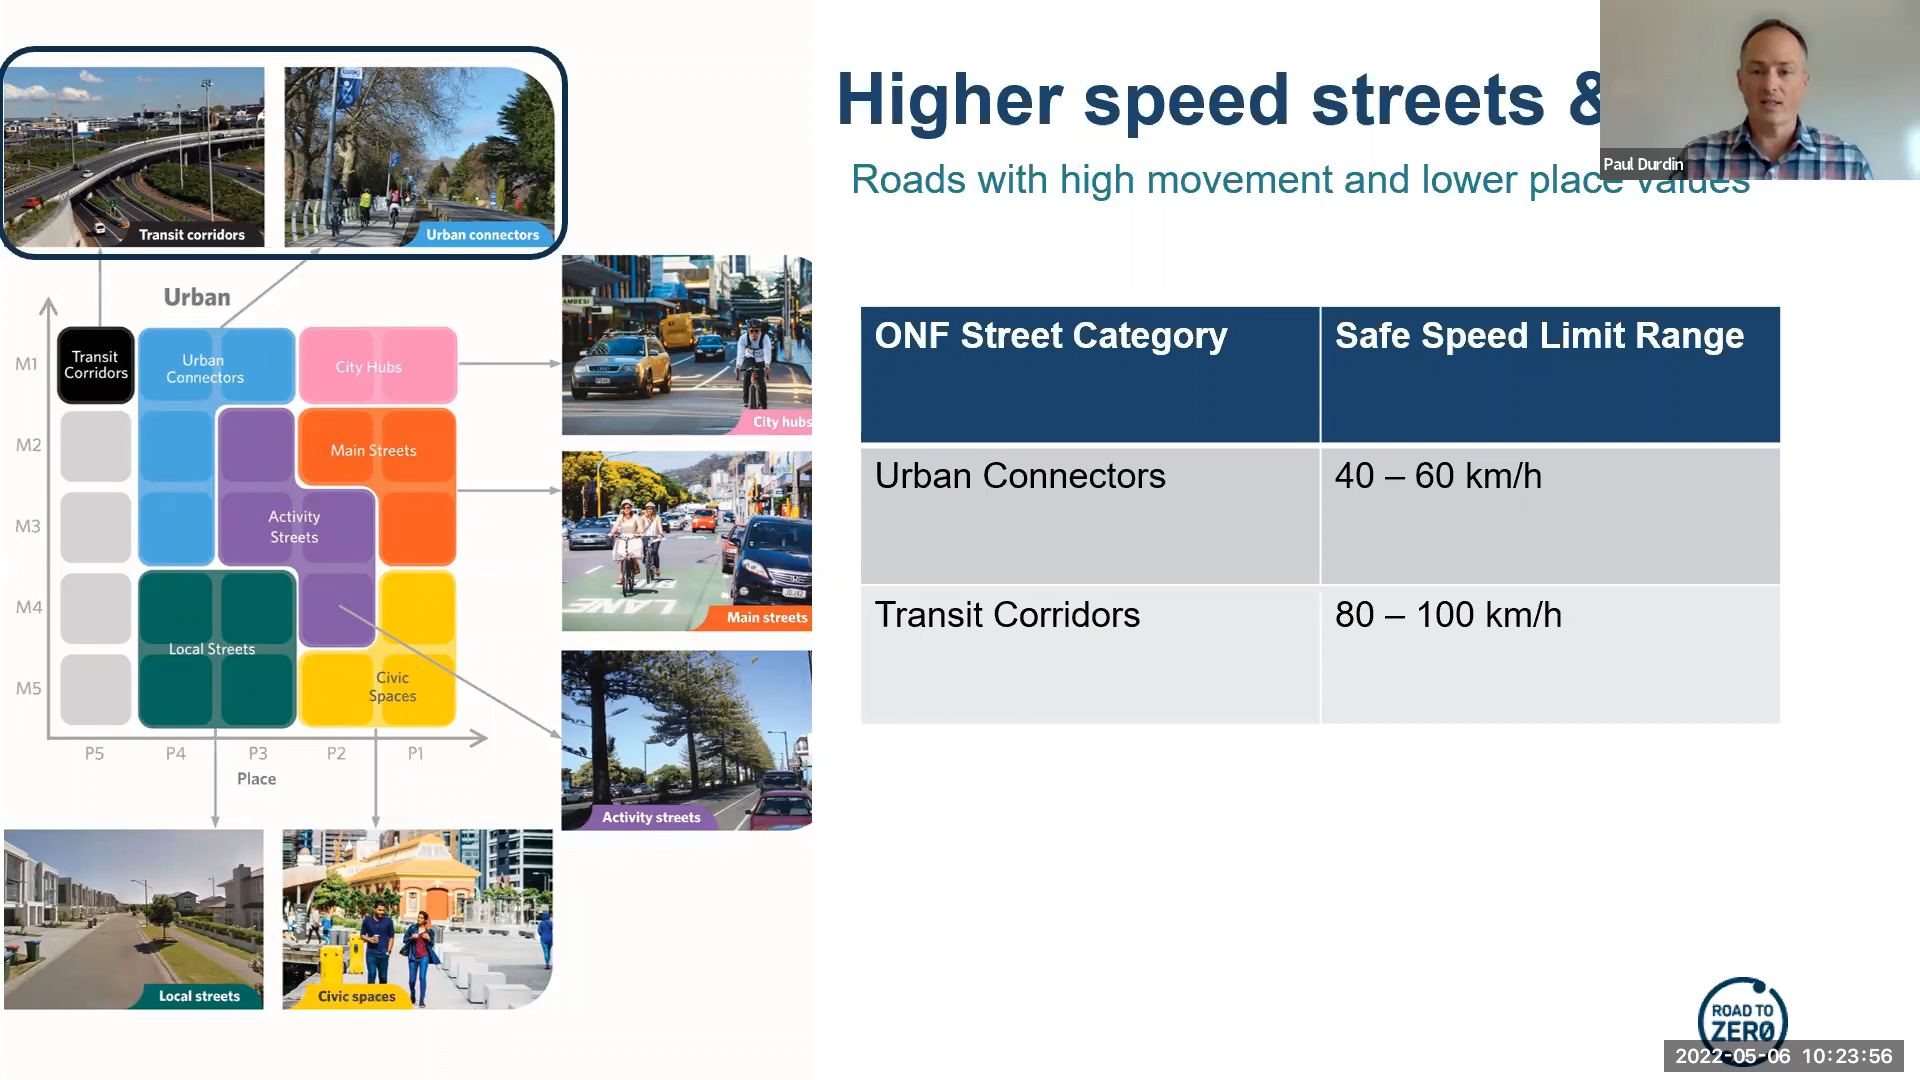 Higher speed streets &
Roads with high movement and lower place values
Paul Durdin
Transit corridors
Urban connectors
Urban
M1
M2
M3
M4
M5
Transit
Corridors
Urban
Connectors
City Hubs
Main Streets
Activity
Streets
Local Streets
Civic
Spaces
P5
P4
P3
P2
P1
Place
City hubs
Main streets
LANE
Activity streets
Local streets
Civic spaces
ONF Street Category
Safe Speed Limit Range
Urban Connectors
40 – 60 km/h
Transit Corridors
80 – 100 km/h
ROAD TO
ZERO
2022-05-06 10:23:56